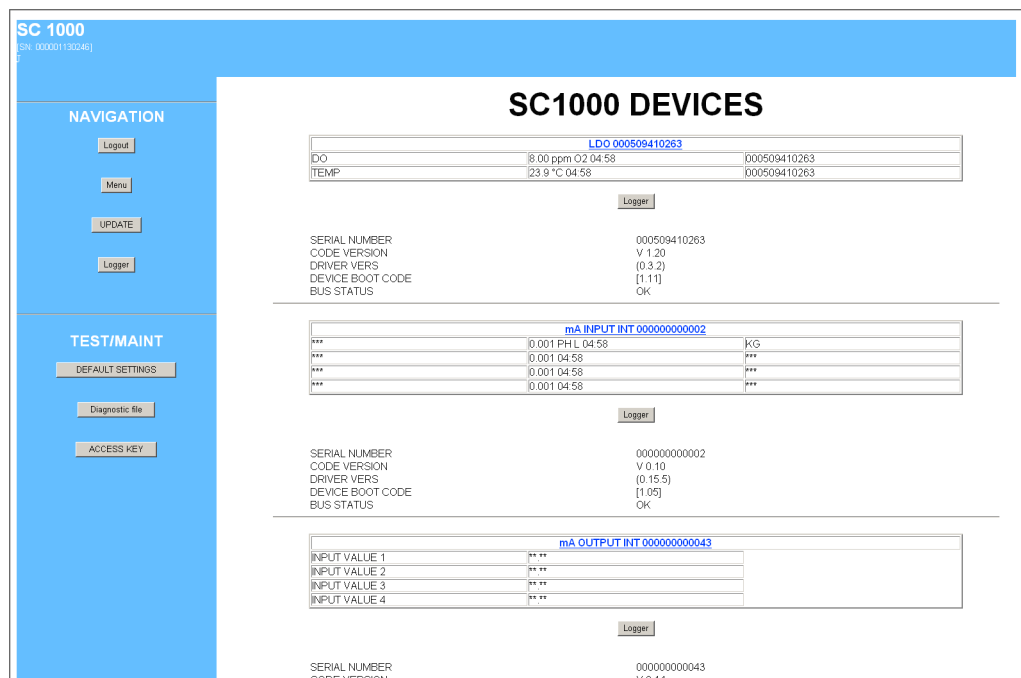 SC 1000
[SN: 000001130246]
NAVIGATION
Logout
Menu
UPDATE
Logger
TEST/MAINT
DEFAULT SETTINGS
Diagnostic file
ACCESS KEY
SC1000 DEVICES
LDO 000509410263
DO 8.00 ppm O2 04:58 000509410263
TEMP 23.9 °C 04:58 000509410263
Logger
SERIAL NUMBER 000509410263
CODE VERSION V 1.20
DRIVER VERS (0.3.2)
DEVICE BOOT CODE [1.11]
BUS STATUS OK
mA INPUT INT 000000000002
*** 0.001 PH L 04:58 KG
*** 0.001 04:58 ***
*** 0.001 04:58 ***
*** 0.001 04:58 ***
Logger
SERIAL NUMBER 000000000002
CODE VERSION V 0.10
DRIVER VERS (0.15.5)
DEVICE BOOT CODE [1.05]
BUS STATUS OK
mA OUTPUT INT 000000000043
INPUT VALUE 1 **.**
INPUT VALUE 2 **.**
INPUT VALUE 3 **.**
INPUT VALUE 4 **.**
Logger
SERIAL NUMBER 000000000043
CODE VERSION